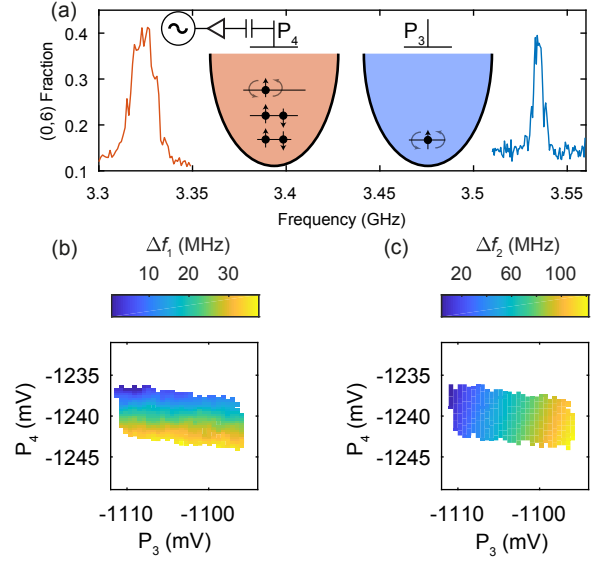 (a)
P4 P3
(0,6) Fraction
0.4
0.3
0.2
0.1
3.3 3.35 3.4 3.45 3.5 3.55
Frequency (GHz)
(b) Δf1 (MHz)
10 20 30
P4 (mV)
-1235
-1240
-1245
-1110 -1100
P3 (mV)
(c) Δf2 (MHz)
20 60 100
P4 (mV)
-1235
-1240
-1245
-1110 -1100
P3 (mV)